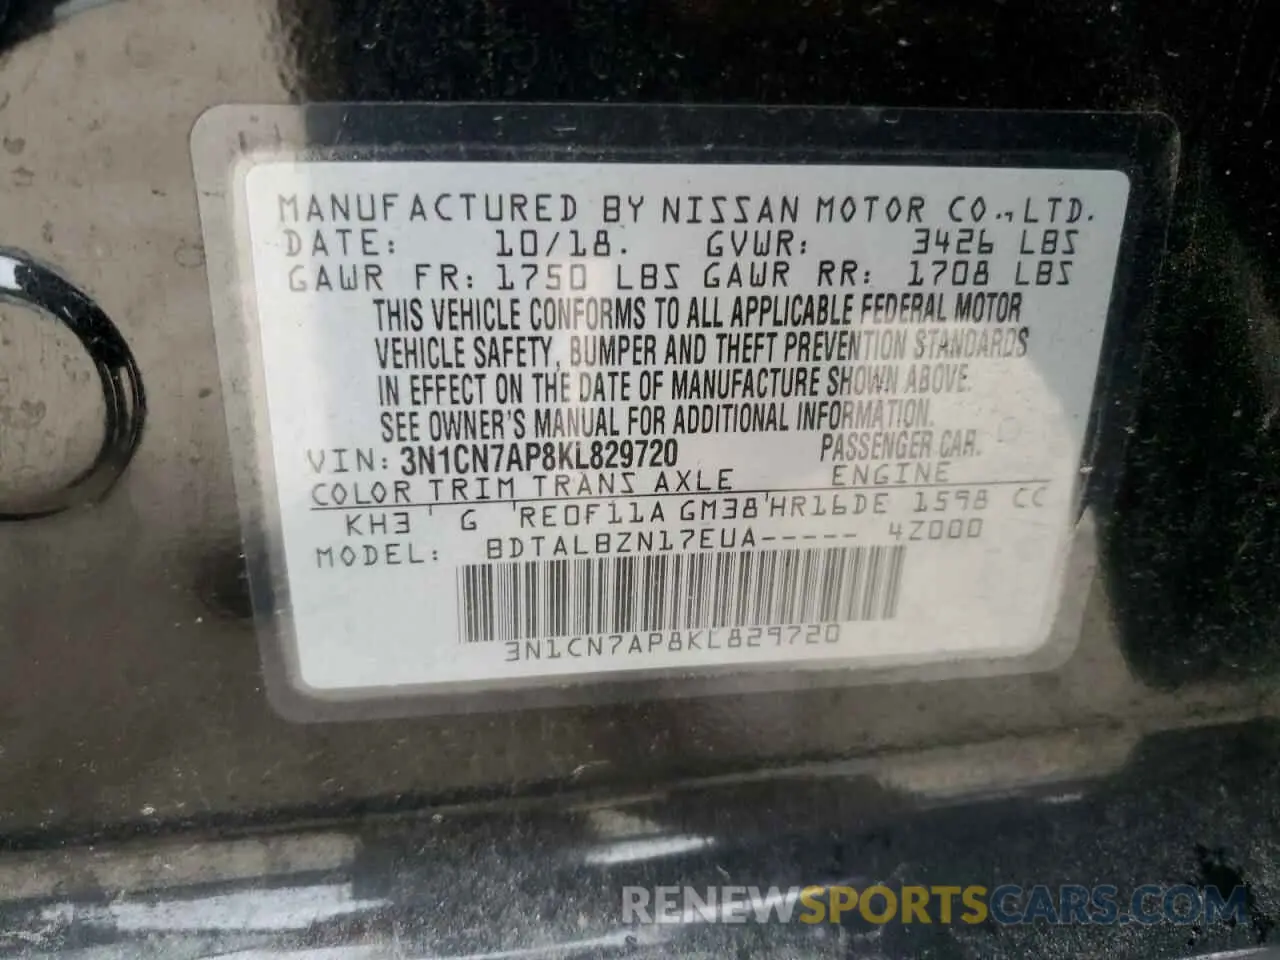 MANUFACTURED BY NISSAN MOTOR CO., LTD.
DATE: 10/18. GVWR: 3426 LBS
GAWR FR: 1750 LBS GAWR RR: 1708 LBS
THIS VEHICLE CONFORMS TO ALL APPLICABLE FEDERAL MOTOR
VEHICLE SAFETY, BUMPER AND THEFT PREVENTION STANDARDS
IN EFFECT ON THE DATE OF MANUFACTURE SHOWN ABOVE.
SEE OWNER'S MANUAL FOR ADDITIONAL INFORMATION.
VIN: 3N1CN7AP8KL829720 PASSENGER CAR.
COLOR TRIM TRANS AXLE ENGINE
KH3 ' G 'RE0F11A GM38'HR16DE 1598 CC
MODEL: BDTALBZN17EUA----- 4Z000
3N1CN7AP8KL829720
RENEWSPORTSCARS.COM